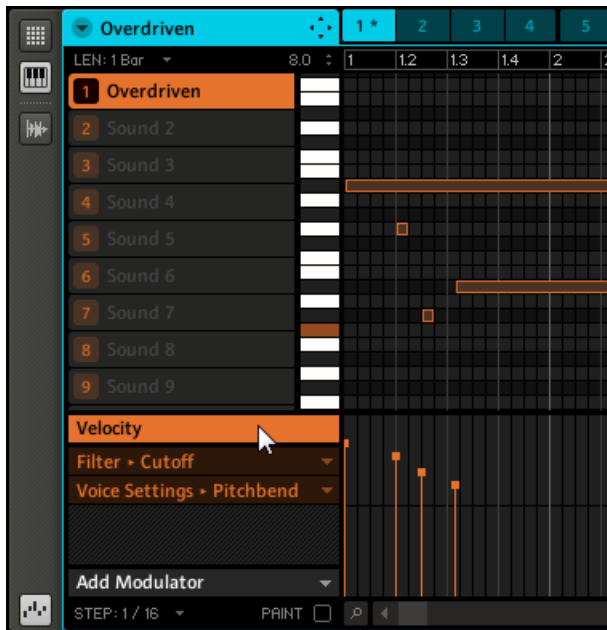 Overdriven 1 * 2 3 4 5
LEN: 1 Bar 8.0 1 1.2 1.3 1.4 2
1 Overdriven
2 Sound 2
3 Sound 3
4 Sound 4
5 Sound 5
6 Sound 6
7 Sound 7
8 Sound 8
9 Sound 9
Velocity
Filter ▸ Cutoff
Voice Settings ▸ Pitchbend
Add Modulator
STEP: 1 / 16 PAINT